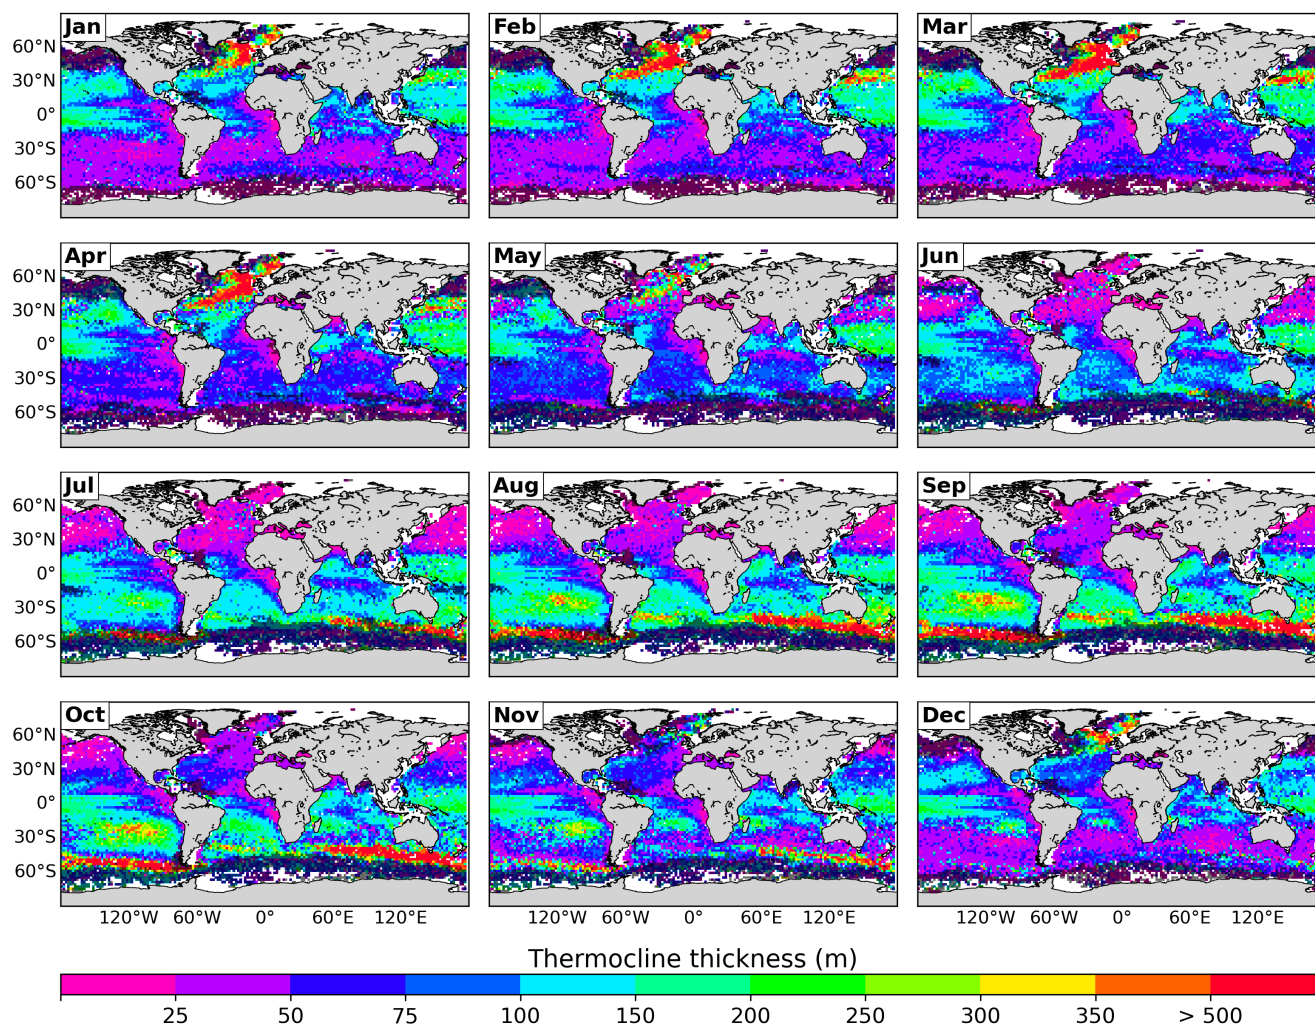 Jan Feb Mar
60°N
30°N
0°
30°S
60°S
Apr May Jun
60°N
30°N
0°
30°S
60°S
Jul Aug Sep
60°N
30°N
0°
30°S
60°S
Oct Nov Dec
60°N
30°N
0°
30°S
60°S
120°W 60°W 0° 60°E 120°E 120°W 60°W 0° 60°E 120°E 120°W 60°W 0° 60°E 120°E
Thermocline thickness (m)
25 50 75 100 150 200 250 300 350 > 500